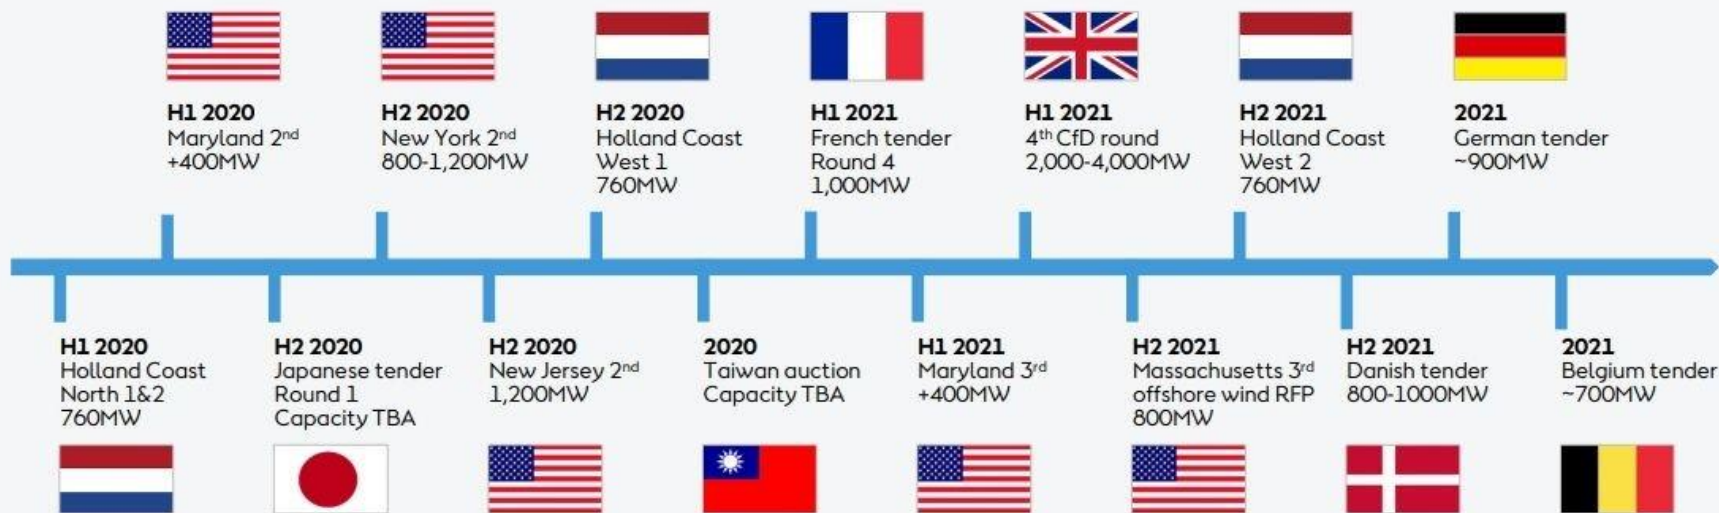 H1 2020
Maryland 2nd
+400MW
H2 2020
New York 2nd
800-1,200MW
H2 2020
Holland Coast
West 1
760MW
H1 2021
French tender
Round 4
1,000MW
H1 2021
4th CfD round
2,000-4,000MW
H2 2021
Holland Coast
West 2
760MW
2021
German tender
~900MW
H1 2020
Holland Coast
North 1&2
760MW
H2 2020
Japanese tender
Round 1
Capacity TBA
H2 2020
New Jersey 2nd
1,200MW
2020
Taiwan auction
Capacity TBA
H1 2021
Maryland 3rd
+400MW
H2 2021
Massachusetts 3rd
offshore wind RFP
800MW
H2 2021
Danish tender
800-1000MW
2021
Belgium tender
~700MW